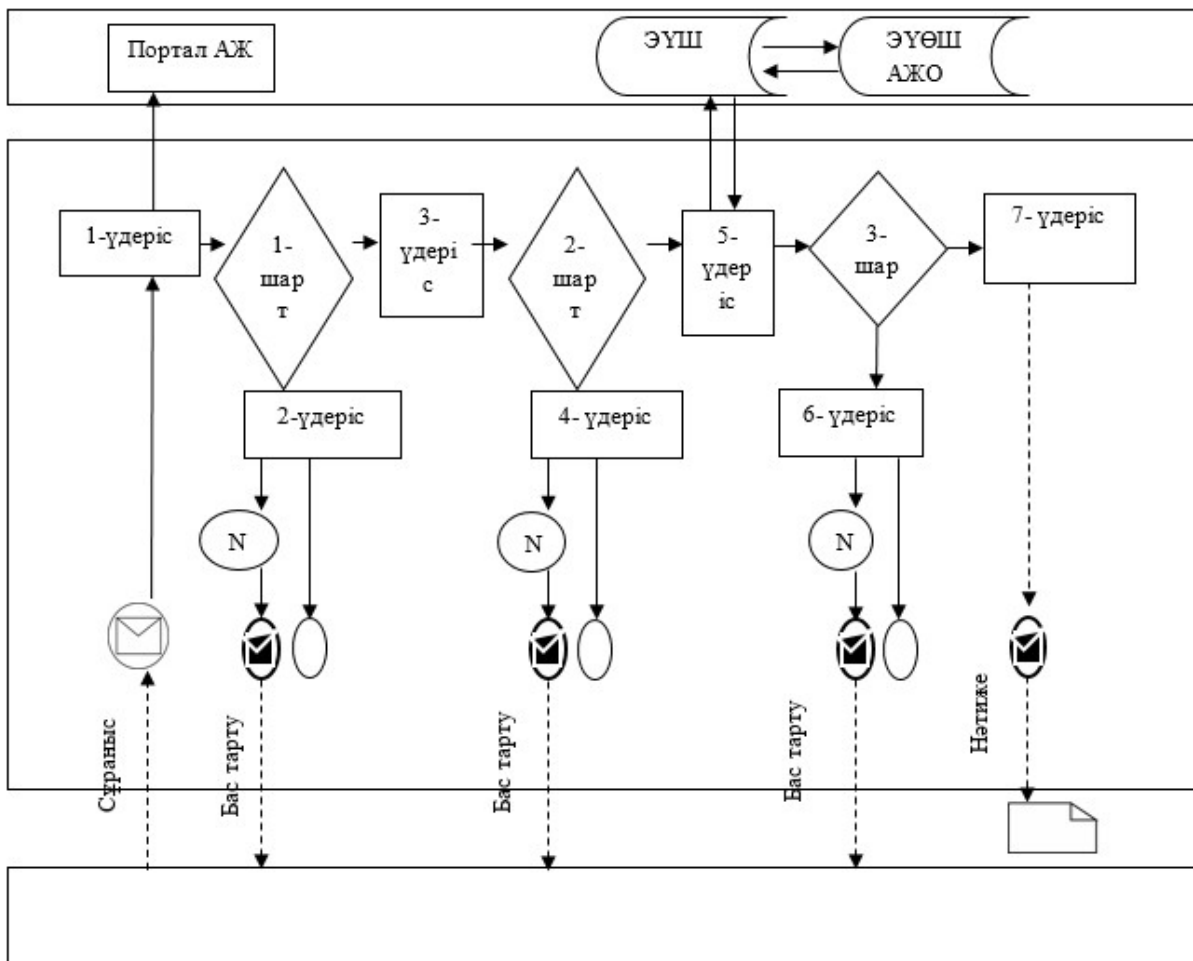 Портал АЖ
ЭҮШ
ЭҮӨШ
АЖО
1-үдеріс
1-
шар
т
3-
үдері
с
2-
шар
т
5-
үдер
іс
3-
шар
7- үдеріс
2-үдеріс
4- үдеріс
6- үдеріс
N
N
N
Сұраныс
Бас тарту
Бас тарту
Бас тарту
Нәтиже